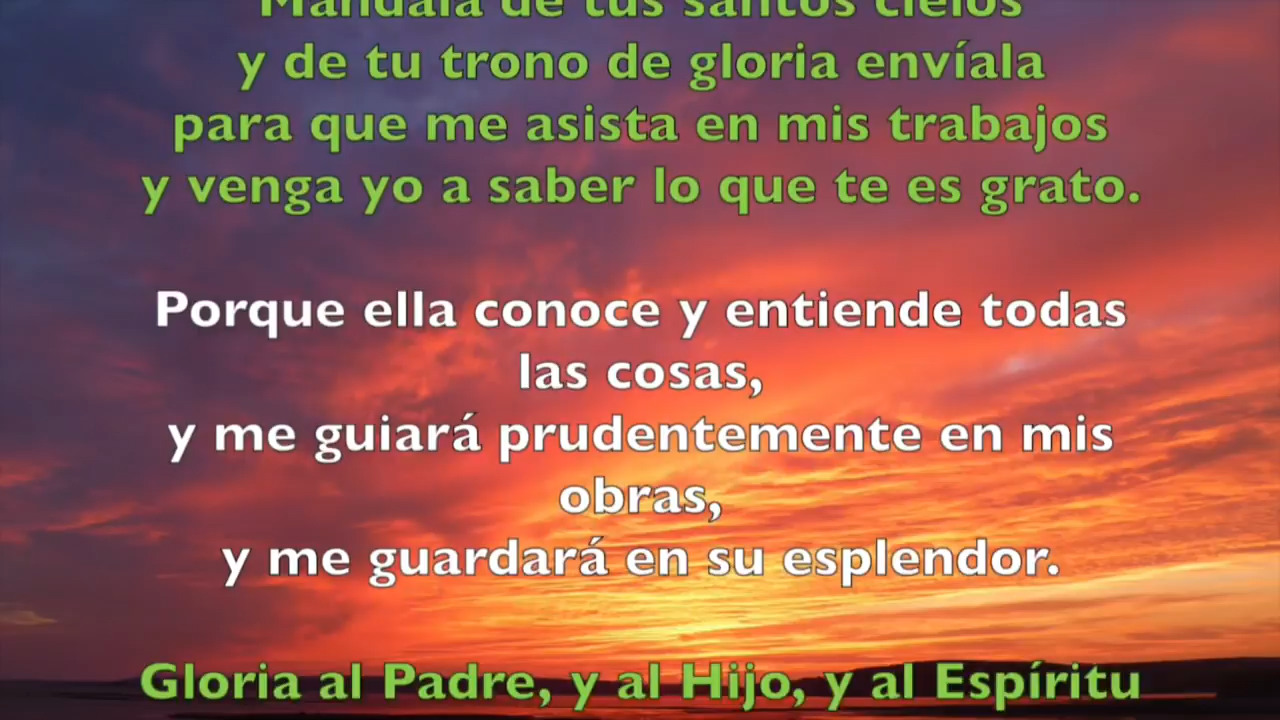 Mándala de tus santos cielos
y de tu trono de gloria envíala
para que me asista en mis trabajos
y venga yo a saber lo que te es grato.
Porque ella conoce y entiende todas
las cosas,
y me guiará prudentemente en mis
obras,
y me guardará en su esplendor.
Gloria al Padre, y al Hijo, y al Espíritu